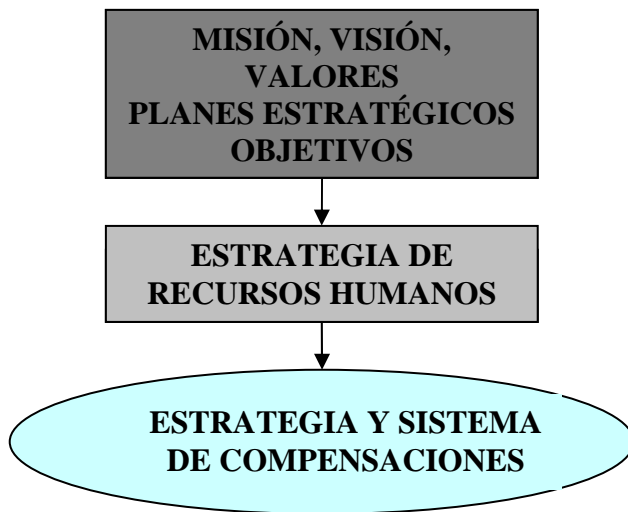 MISIÓN, VISIÓN,
VALORES
PLANES ESTRATÉGICOS
OBJETIVOS
ESTRATEGIA DE
RECURSOS HUMANOS
ESTRATEGIA Y SISTEMA
DE COMPENSACIONES